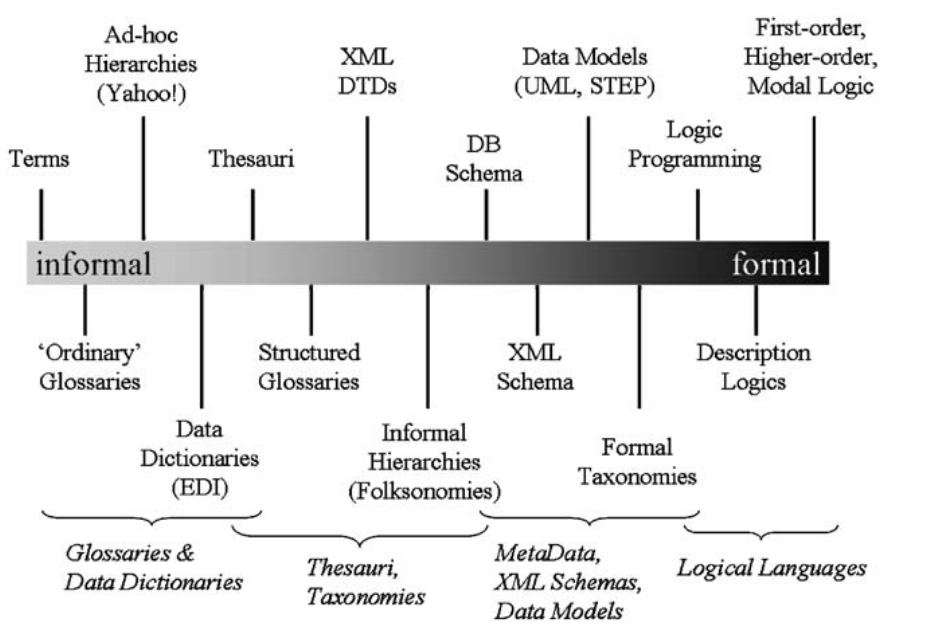 Terms
Ad-hoc
Hierarchies
(Yahoo!)
Thesauri
XML
DTDs
DB
Schema
Data Models
(UML, STEP)
Logic
Programming
First-order,
Higher-order,
Modal Logic
informal
formal
‘Ordinary’
Glossaries
Data
Dictionaries
(EDI)
Structured
Glossaries
Informal
Hierarchies
(Folksonomies)
XML
Schema
Formal
Taxonomies
Description
Logics
Glossaries &
Data Dictionaries
Thesauri,
Taxonomies
MetaData,
XML Schemas,
Data Models
Logical Languages